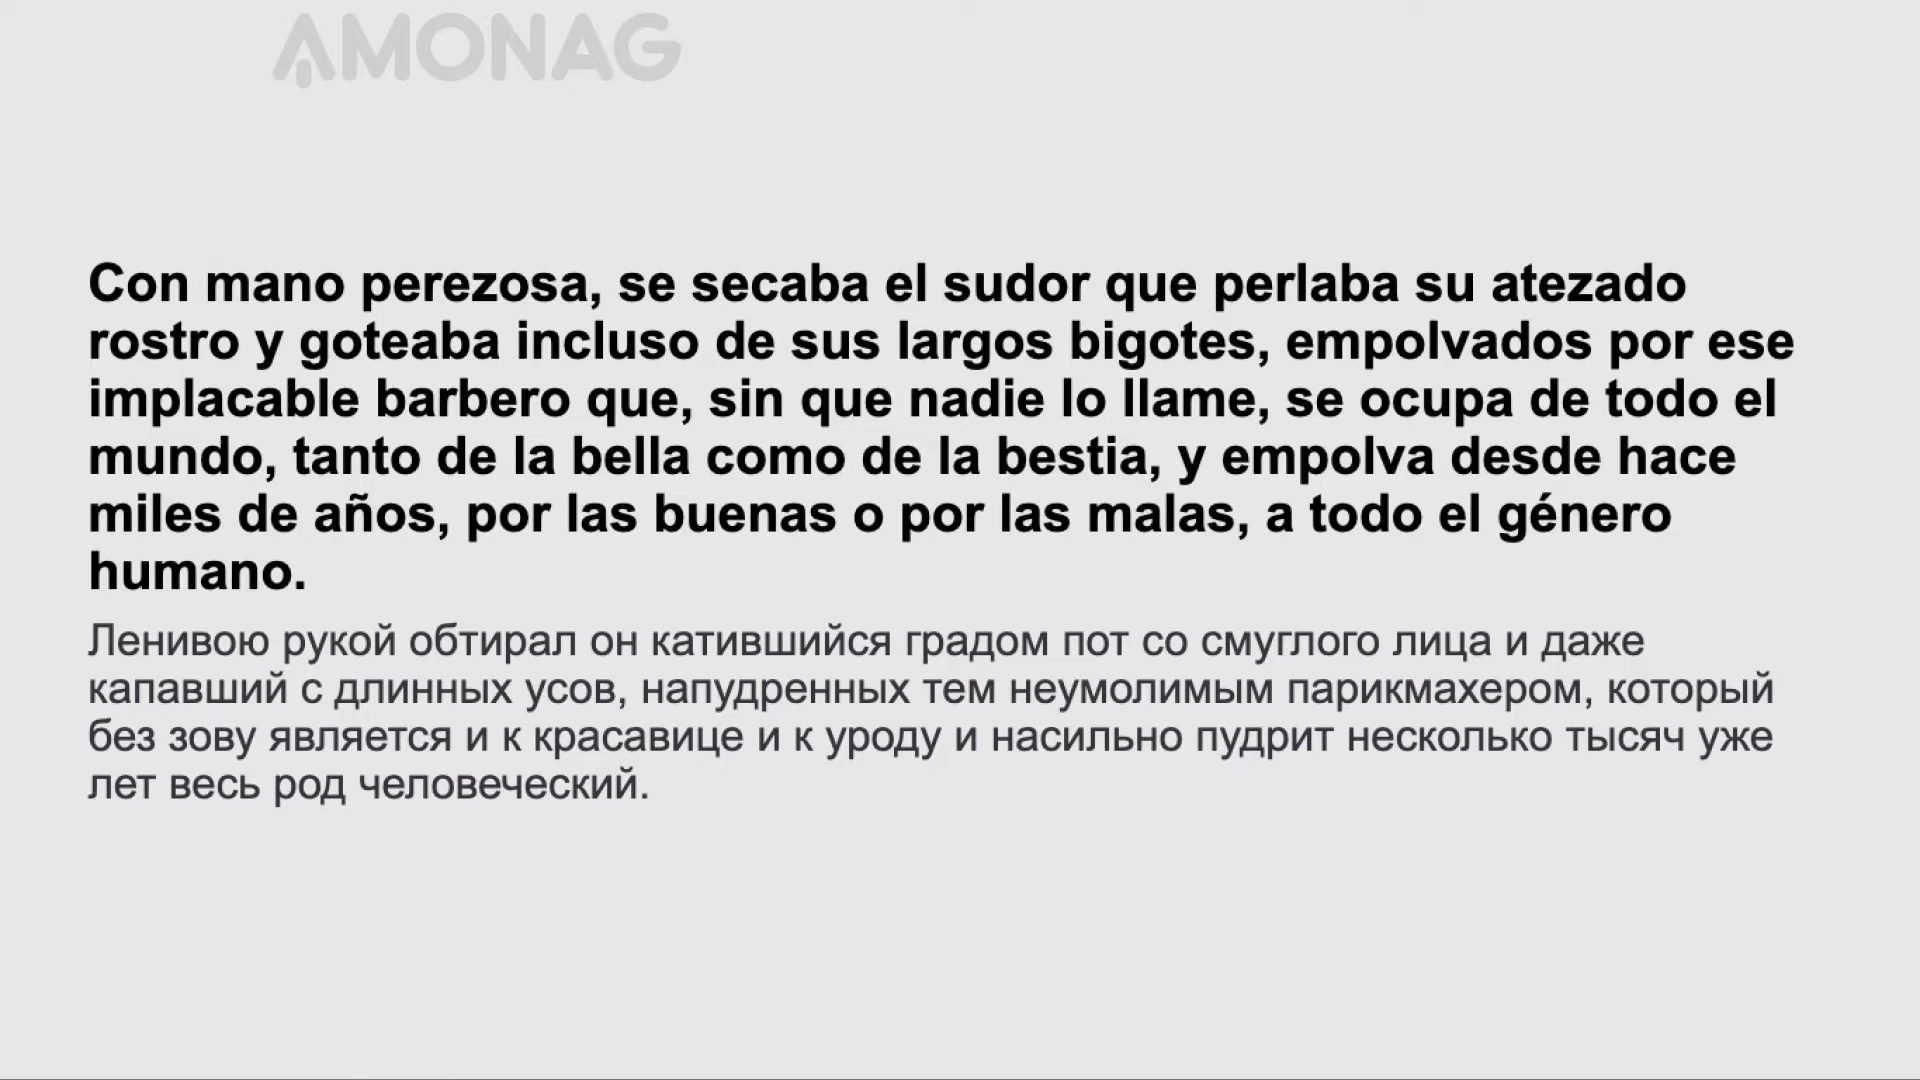 AMONAG
Con mano perezosa, se secaba el sudor que perlaba su atezado
rostro y goteaba incluso de sus largos bigotes, empolvados por ese
implacable barbero que, sin que nadie lo llame, se ocupa de todo el
mundo, tanto de la bella como de la bestia, y empolva desde hace
miles de años, por las buenas o por las malas, a todo el género
humano.
Ленивою рукой обтирал он катившийся градом пот со смуглого лица и даже
капавший с длинных усов, напудренных тем неумолимым парикмахером, который
без зову является и к красавице и к уроду и насильно пудрит несколько тысяч уже
лет весь род человеческий.